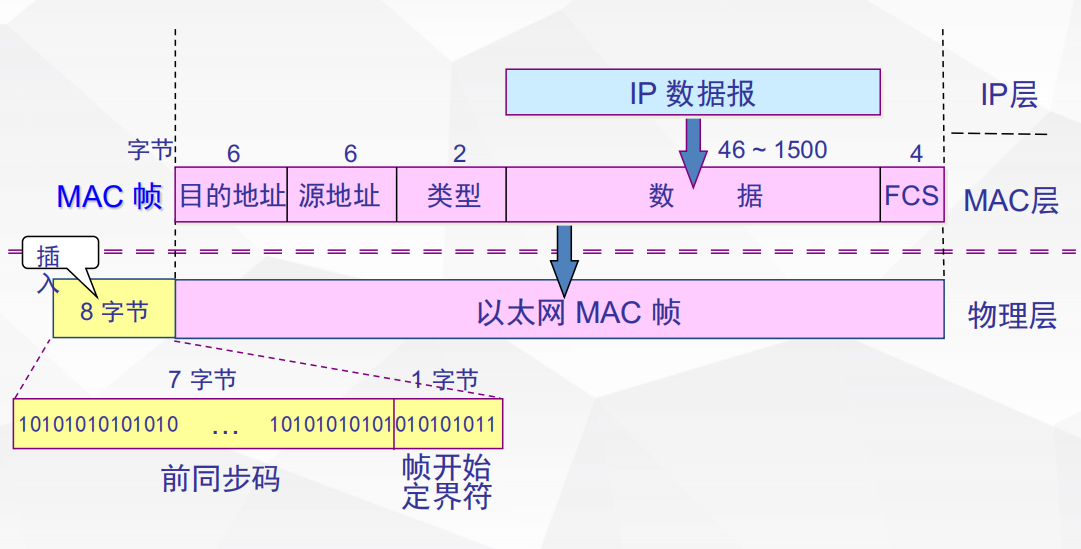 IP 数据报
IP层
字节
6
6
2
46 ~ 1500
4
MAC 帧
目的地址
源地址
类型
数 据
FCS
MAC层
插
入
8 字节
以太网 MAC 帧
物理层
7 字节
1 字节
10101010101010 … 10101010101010101011
前同步码
帧开始
定界符